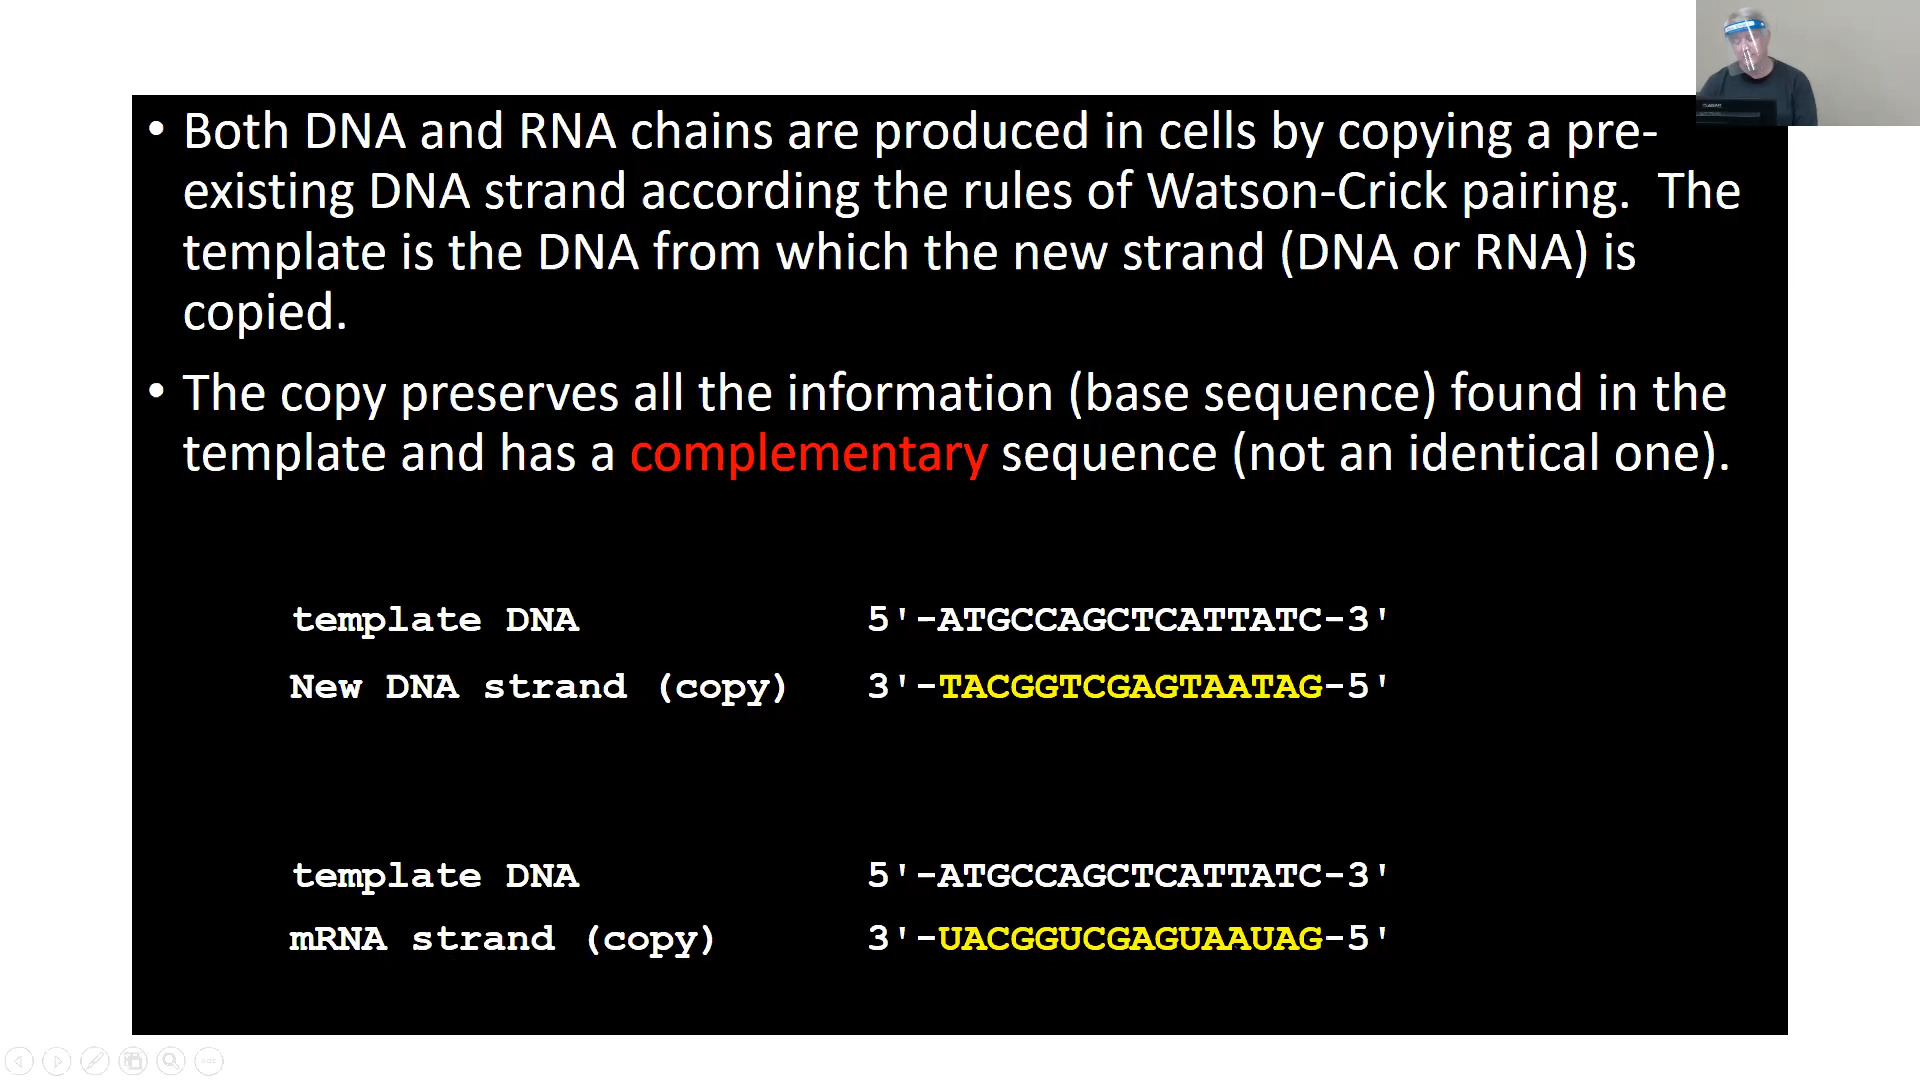 • Both DNA and RNA chains are produced in cells by copying a pre-
existing DNA strand according the rules of Watson-Crick pairing. The
template is the DNA from which the new strand (DNA or RNA) is
copied.
• The copy preserves all the information (base sequence) found in the
template and has a complementary sequence (not an identical one).
template DNA 5'-ATGCCAGCTCATTATC-3'
New DNA strand (copy) 3'-TACGGTCGAGTAATAG-5'
template DNA 5'-ATGCCAGCTCATTATC-3'
mRNA strand (copy) 3'-UACGGUCGAGUAAUAG-5'